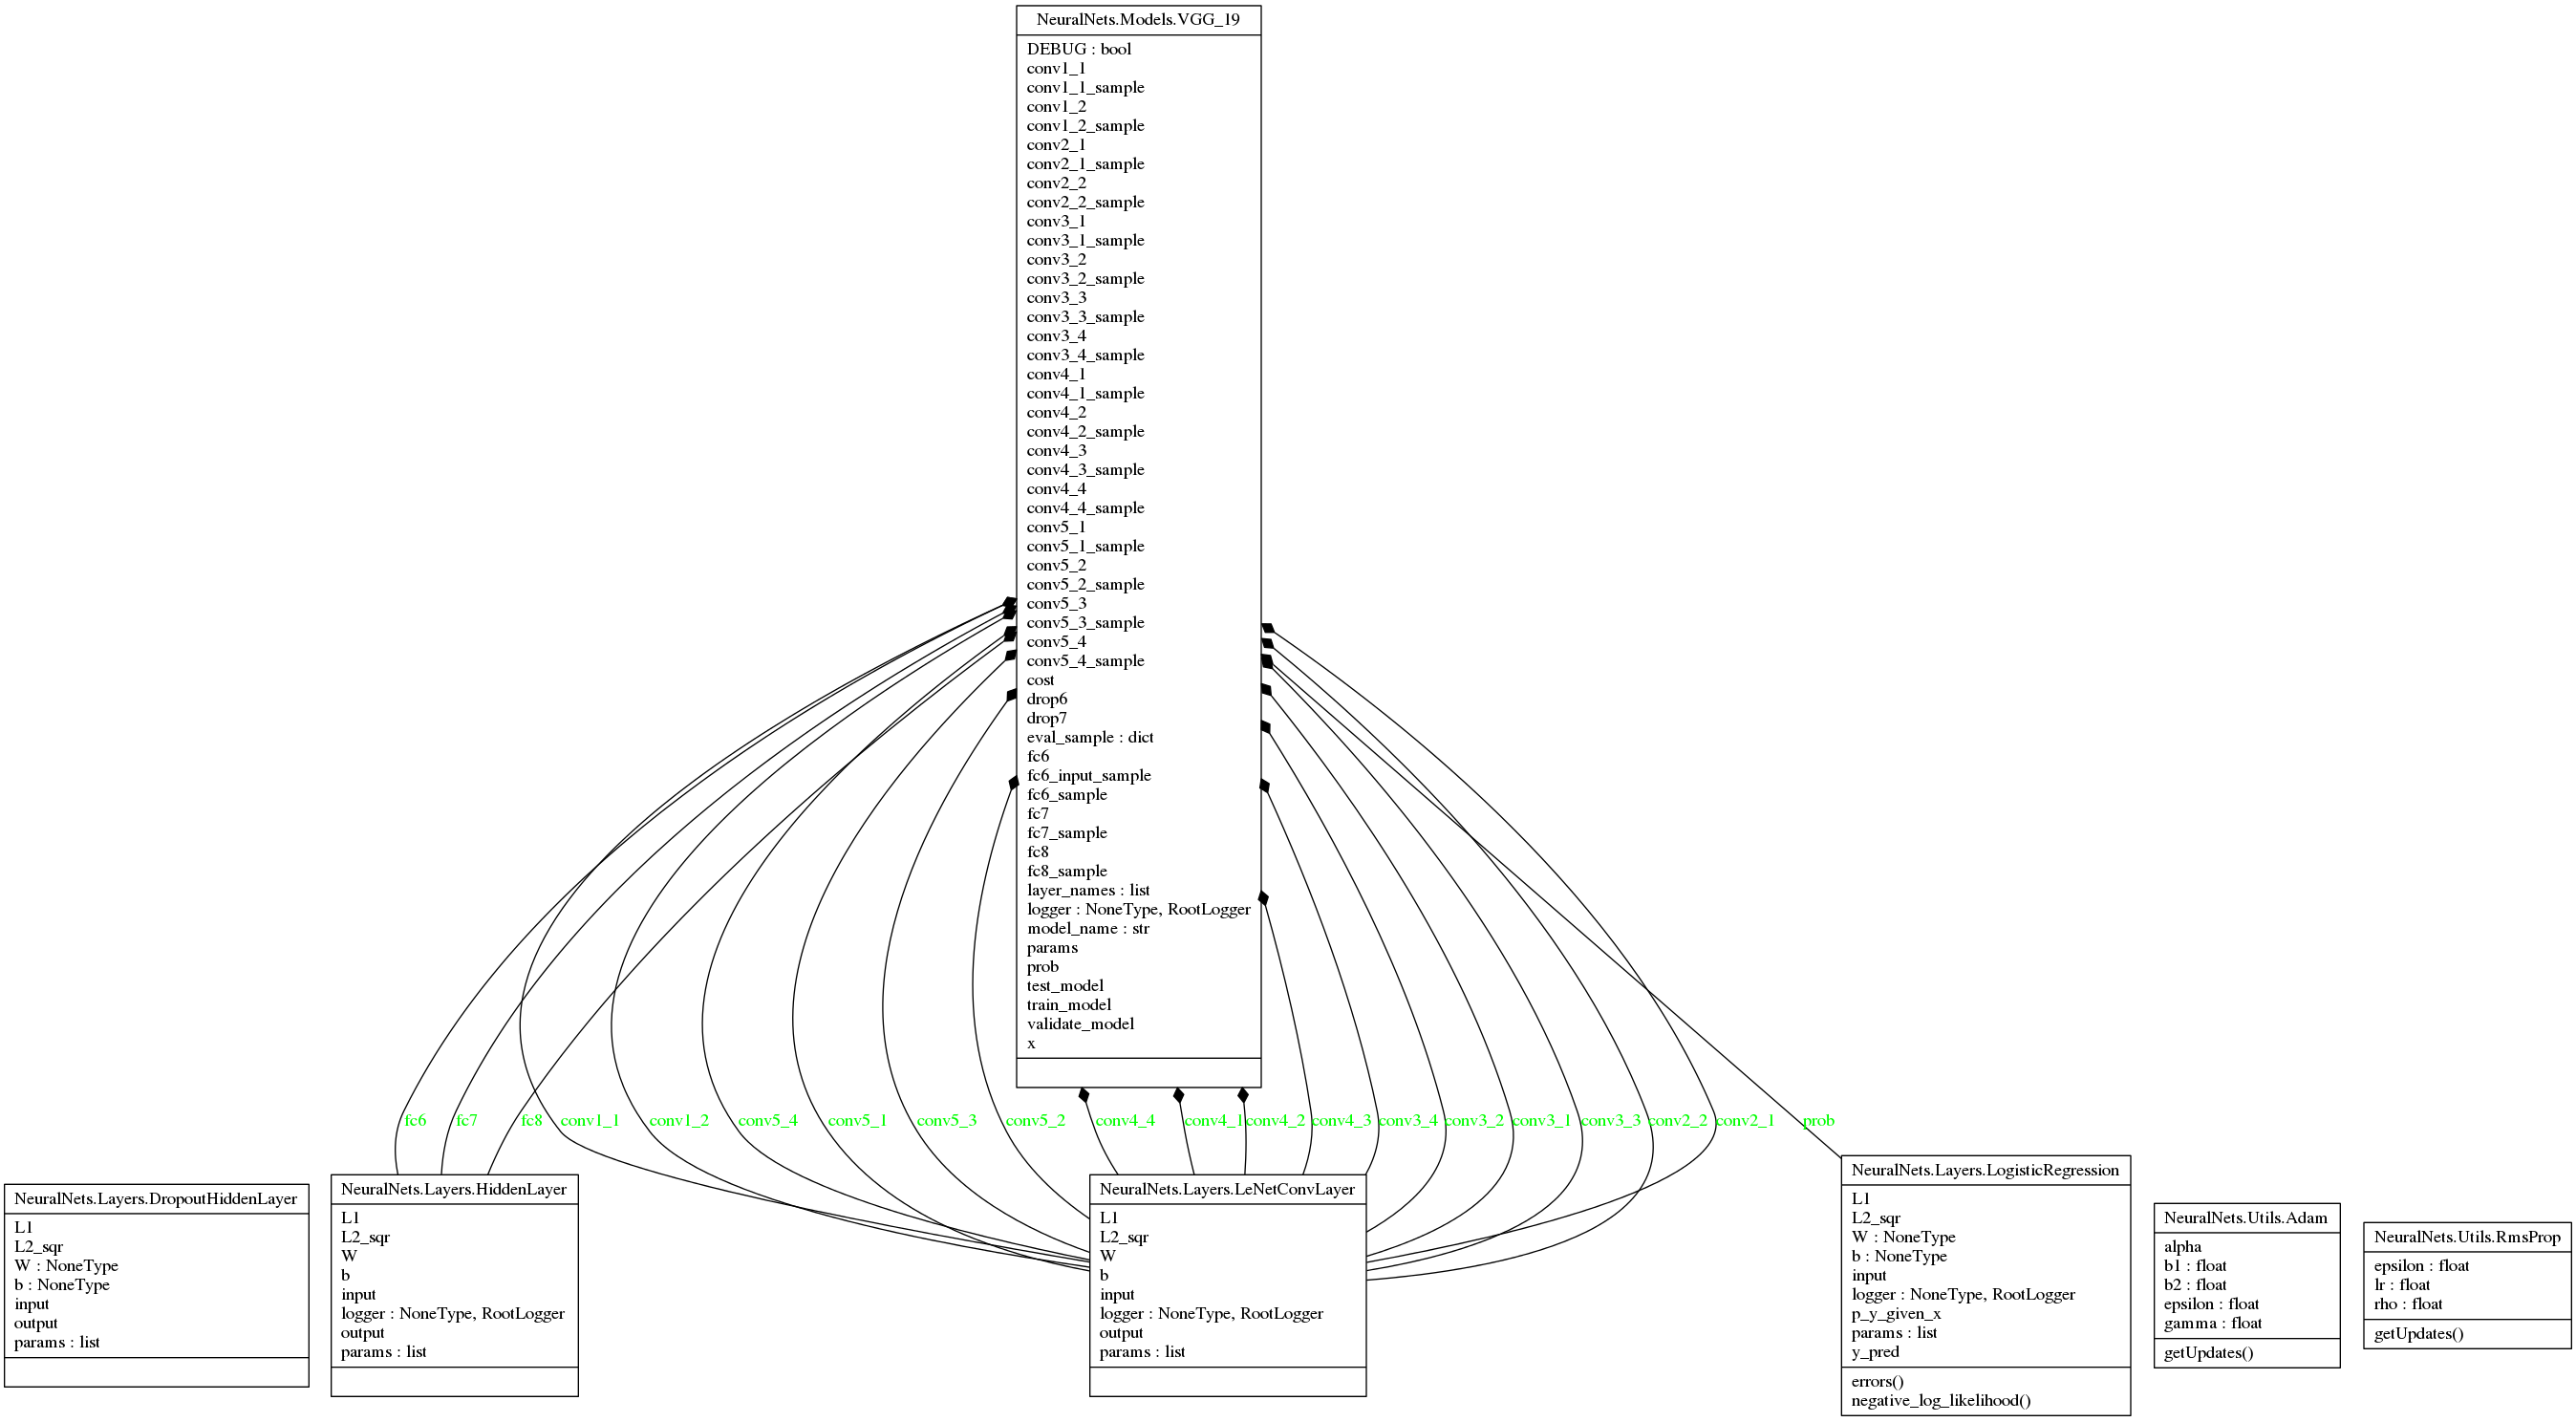 NeuralNets.Models.VGG_19
DEBUG : bool
conv1_1
conv1_1_sample
conv1_2
conv1_2_sample
conv2_1
conv2_1_sample
conv2_2
conv2_2_sample
conv3_1
conv3_1_sample
conv3_2
conv3_2_sample
conv3_3
conv3_3_sample
conv3_4
conv3_4_sample
conv4_1
conv4_1_sample
conv4_2
conv4_2_sample
conv4_3
conv4_3_sample
conv4_4
conv4_4_sample
conv5_1
conv5_1_sample
conv5_2
conv5_2_sample
conv5_3
conv5_3_sample
conv5_4
conv5_4_sample
cost
drop6
drop7
eval_sample : dict
fc6
fc6_input_sample
fc6_sample
fc7
fc7_sample
fc8
fc8_sample
layer_names : list
logger : NoneType, RootLogger
model_name : str
params
prob
test_model
train_model
validate_model
x
fc6
fc7
fc8
conv1_1
conv1_2
conv5_4
conv5_1
conv5_3
conv5_2
conv4_4
conv4_1
conv4_2
conv4_3
conv3_4
conv3_2
conv3_1
conv3_3
conv2_2
conv2_1
prob
NeuralNets.Layers.DropoutHiddenLayer
L1
L2_sqr
W : NoneType
b : NoneType
input
output
params : list
NeuralNets.Layers.HiddenLayer
L1
L2_sqr
W
b
input
logger : NoneType, RootLogger
output
params : list
NeuralNets.Layers.LeNetConvLayer
L1
L2_sqr
W
b
input
logger : NoneType, RootLogger
output
params : list
NeuralNets.Layers.LogisticRegression
L1
L2_sqr
W : NoneType
b : NoneType
input
logger : NoneType, RootLogger
p_y_given_x
params : list
y_pred
errors()
negative_log_likelihood()
NeuralNets.Utils.Adam
alpha
b1 : float
b2 : float
epsilon : float
gamma : float
getUpdates()
NeuralNets.Utils.RmsProp
epsilon : float
lr : float
rho : float
getUpdates()